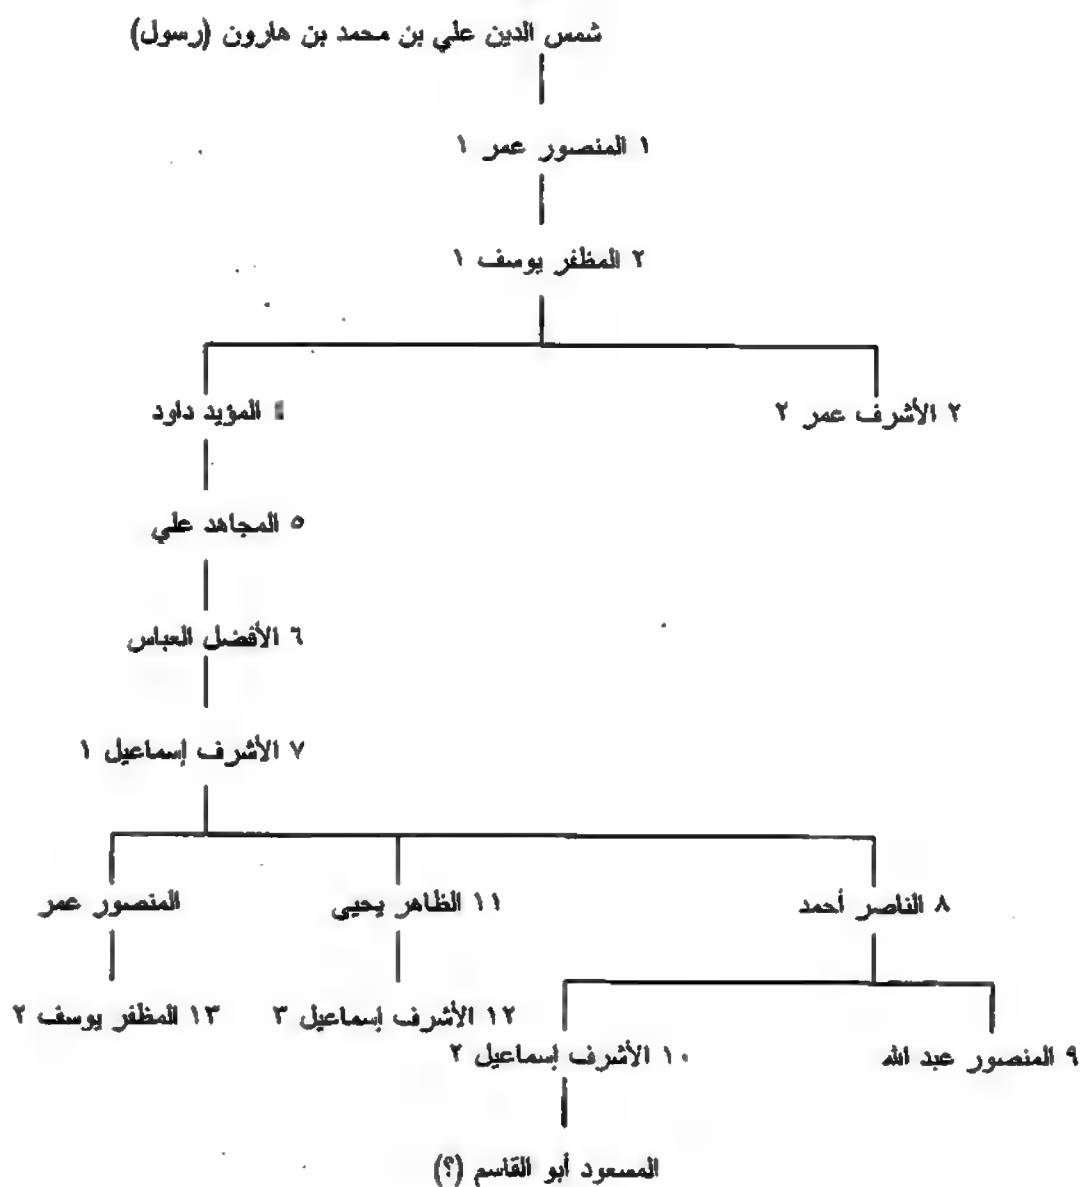 شمس الدين علي بن محمد بن هارون (رسول)
١ المنصور عمر ١
٢ المظفر يوسف ١
٢ الأشرف عمر ٢
٤ المؤيد داود
٥ المجاهد علي
٦ الأفضل العباس
٧ الأشرف إسماعيل ١
٨ الناصر أحمد
١١ الظاهر يحيى
المنصور عمر
١٢ الأشرف إسماعيل ٣
١٣ المظفر يوسف ٢
٩ المنصور عبد الله
١٠ الأشرف إسماعيل ٢
المسعود أبو القاسم (؟)